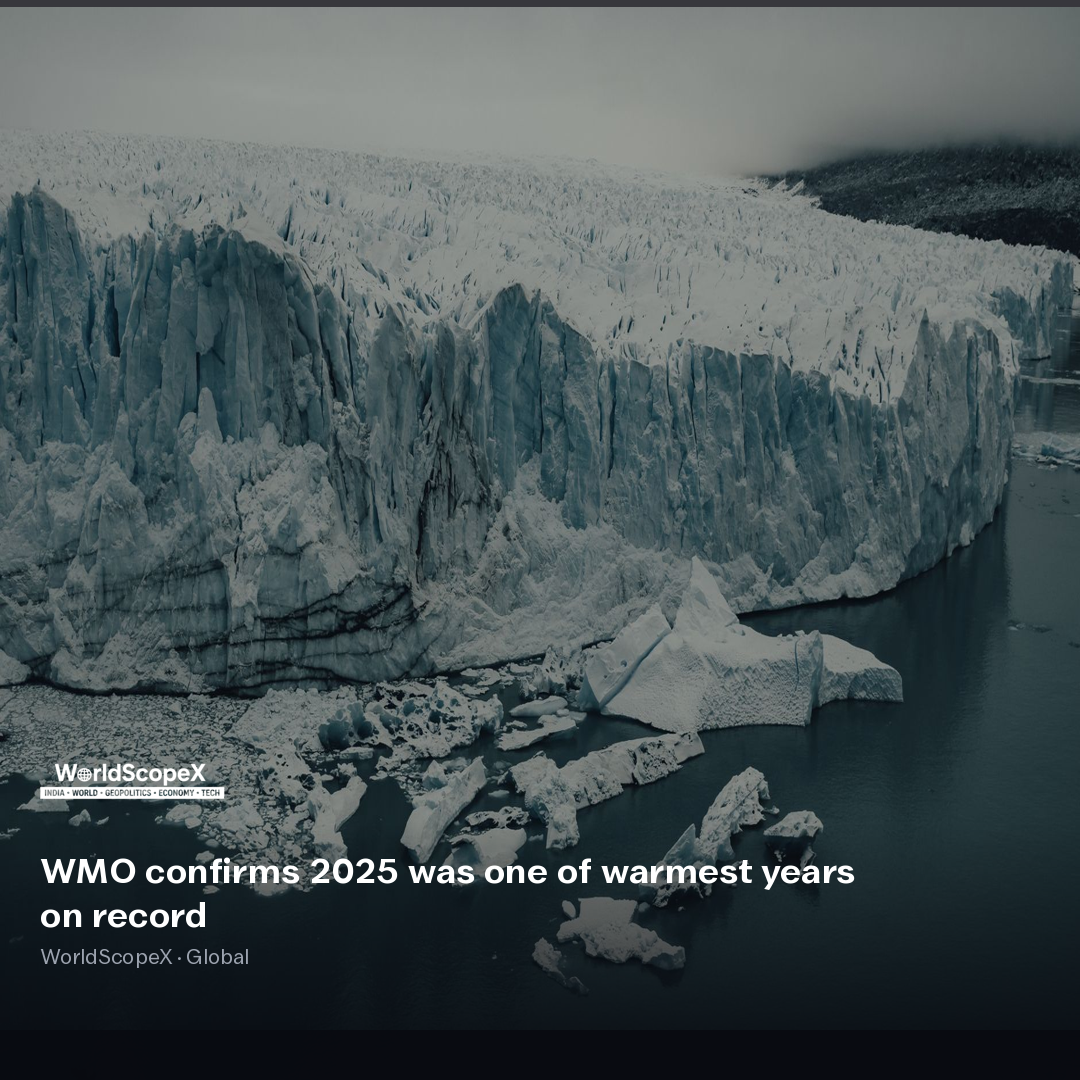 WorldScopeX
INDIA • WORLD • GEOPOLITICS • ECONOMY • TECH
WMO confirms 2025 was one of warmest years
on record
WorldScopeX · Global